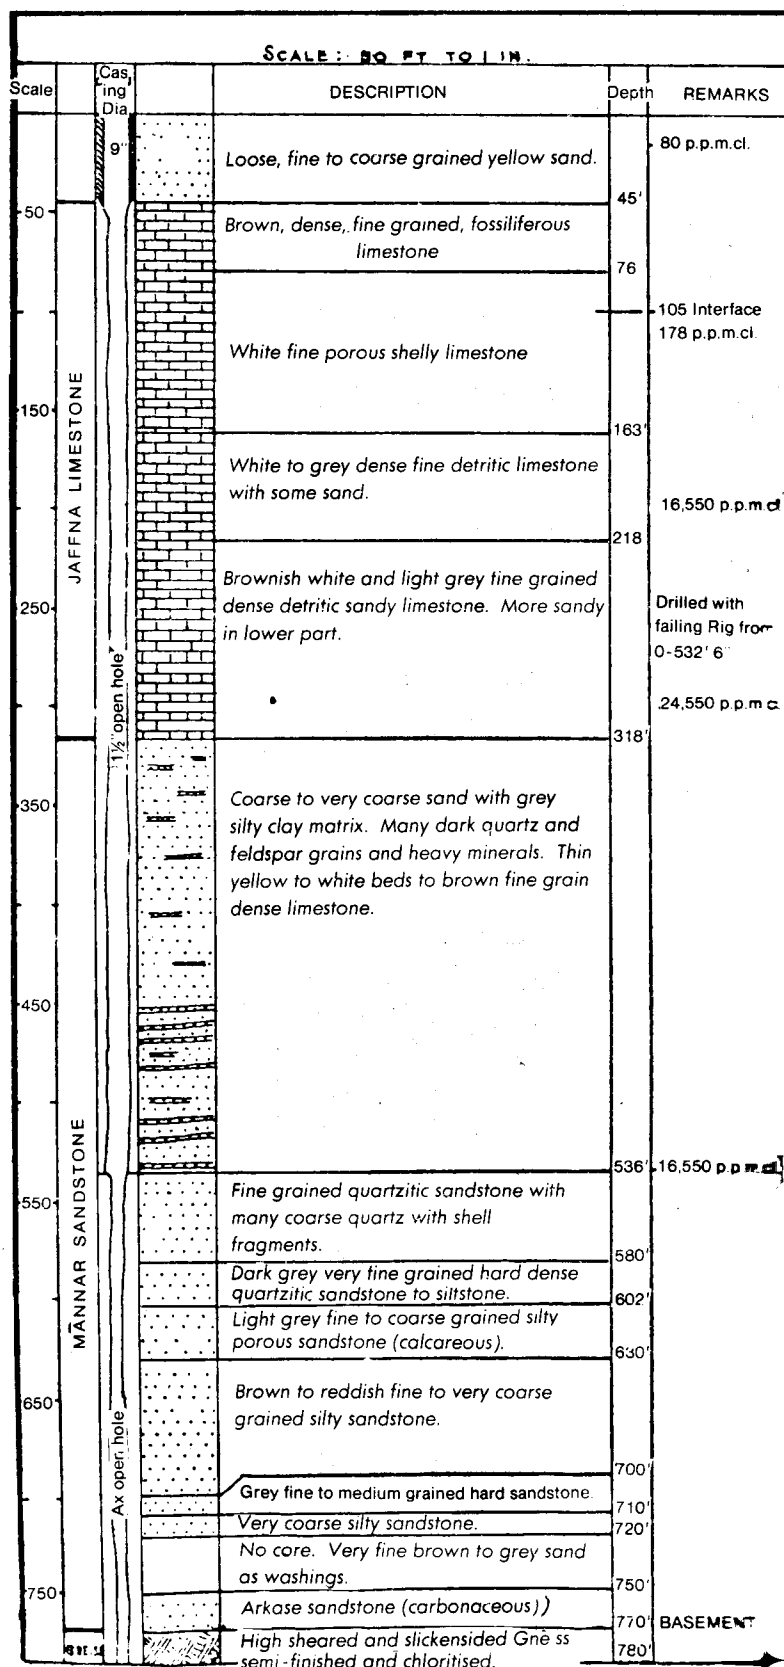 SCALE: 50 FT TO 1 IN.
Scale
Cas
ing
Dia
DESCRIPTION
Depth
REMARKS
9"
Loose, fine to coarse grained yellow sand.
80 p.p.m.cl.
45'
50
Brown, dense, fine grained, fossiliferous
limestone
76
105 Interface
178 p.p.m.cl.
White fine porous shelly limestone
150
JAFFNA LIMESTONE
163'
White to grey dense fine detritic limestone
with some sand.
16,550 p.p.m.cl
218
Brownish white and light grey fine grained
dense detritic sandy limestone. More sandy
in lower part.
250
Drilled with
failing Rig from
0-532' 6"
1½" open hole
24,550 p.p.m c
318'
350
Coarse to very coarse sand with grey
silty clay matrix. Many dark quartz and
feldspar grains and heavy minerals. Thin
yellow to white beds to brown fine grain
dense limestone.
450
MANNAR SANDSTONE
536'
16,550 p.p.m.cl
550
Fine grained quartzitic sandstone with
many coarse quartz with shell
fragments.
580'
Dark grey very fine grained hard dense
quartzitic sandstone to siltstone.
602'
Light grey fine to coarse grained silty
porous sandstone (calcareous).
630'
650
Brown to reddish fine to very coarse
grained silty sandstone.
Ax open hole
700'
Grey fine to medium grained hard sandstone.
710'
Very coarse silty sandstone.
720'
No core. Very fine brown to grey sand
as washings.
750'
750
Arkase sandstone (carbonaceous))
770'
BASEMENT
High sheared and slickensided Gne ss
semi-finished and chloritised.
780'